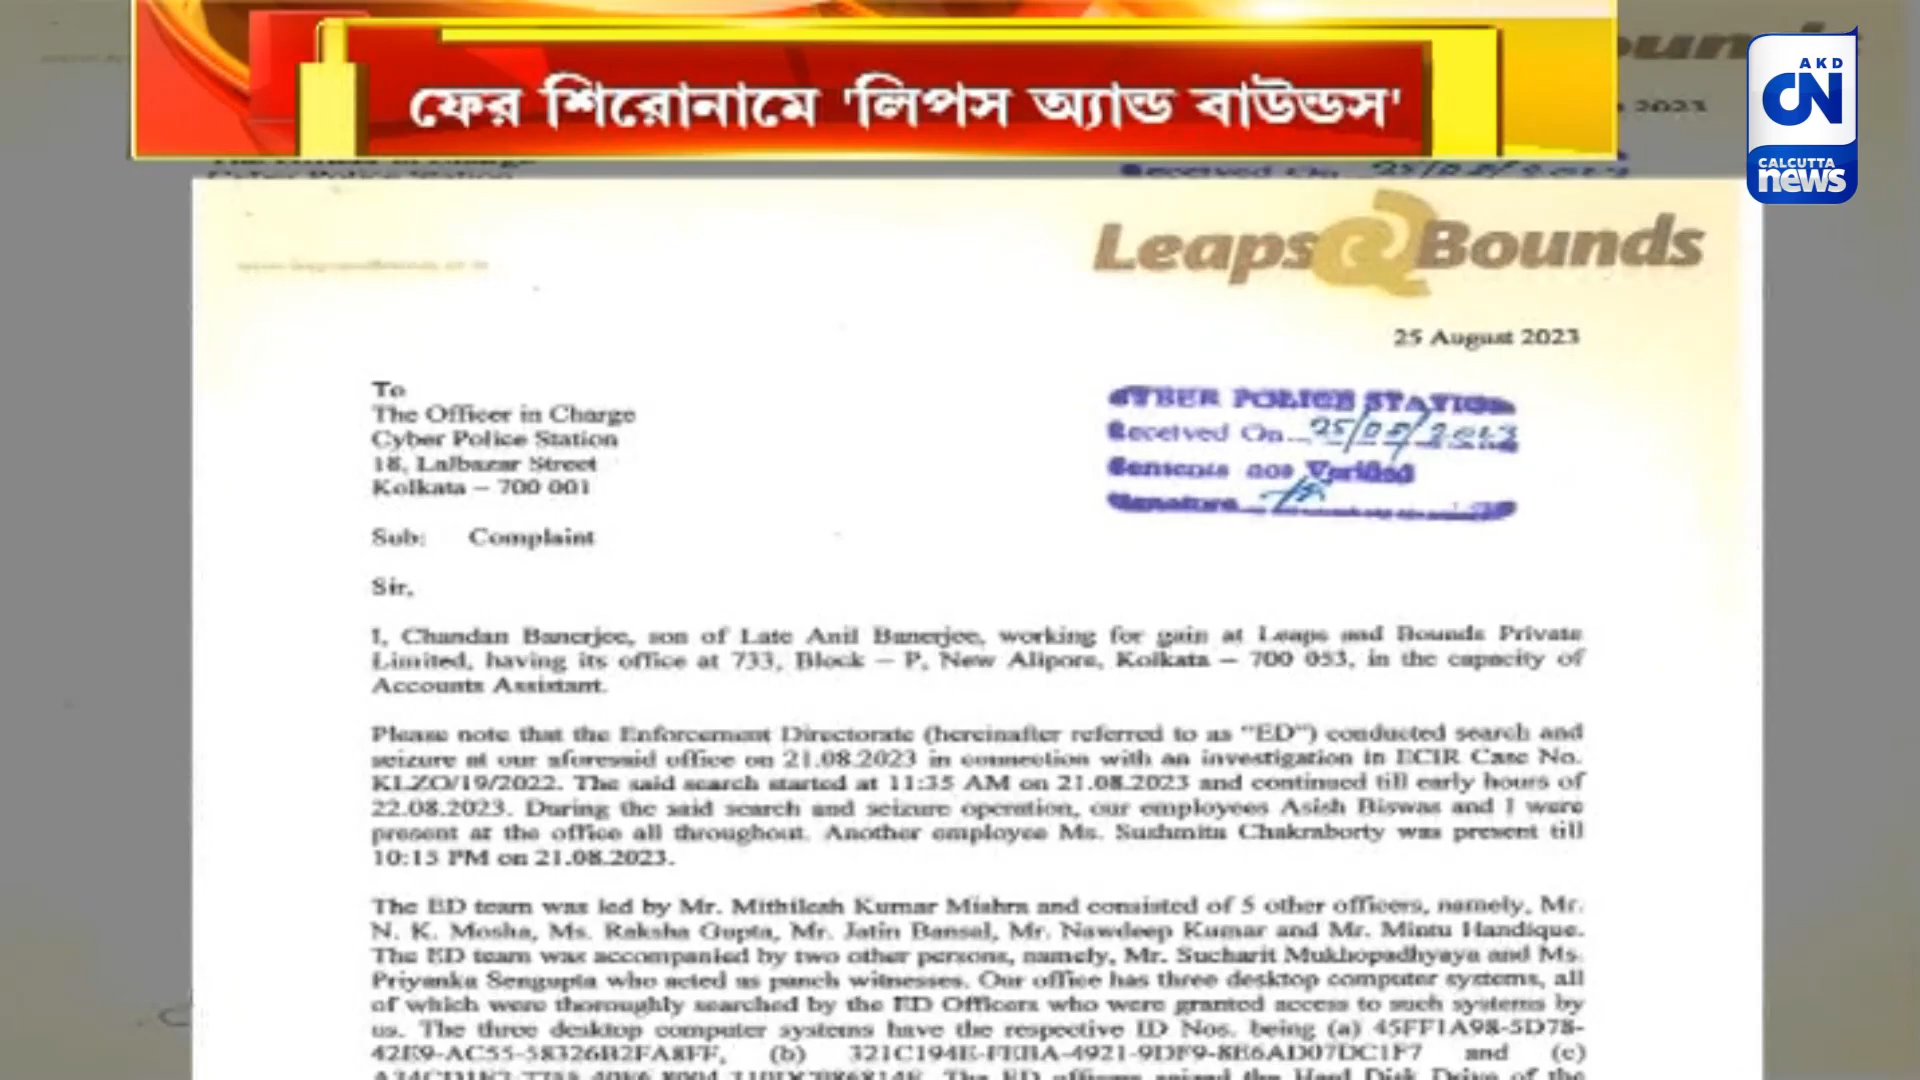 ফের শিরোনামে 'লিপস অ্যান্ড বাউন্ডস'
AKD
CN
CALCUTTA
news
Leaps & Bounds
25 August 2023
To
The Officer in Charge
Cyber Police Station
18, Lalbazar Street
Kolkata – 700 001
CYBER POLICE STATION
Received On 25/08/2023
Contents not Verified
Signature
Sub: Complaint
Sir,
I, Chandan Banerjee, son of Late Anil Banerjee, working for gain at Leaps and Bounds Private
Limited, having its office at 733, Block – P, New Alipore, Kolkata – 700 053, in the capacity of
Accounts Assistant.
Please note that the Enforcement Directorate (hereinafter referred to as “ED”) conducted search and
seizure at our aforesaid office on 21.08.2023 in connection with an investigation in ECIR Case No.
KLZO/19/2022. The said search started at 11:35 AM on 21.08.2023 and continued till early hours of
22.08.2023. During the said search and seizure operation, our employees Asish Biswas and I were
present at the office all throughout. Another employee Ms. Sushmita Chakraborty was present till
10:15 PM on 21.08.2023.
The ED team was led by Mr. Mithilesh Kumar Mishra and consisted of 5 other officers, namely, Mr.
N. K. Mosha, Ms. Raksha Gupta, Mr. Jatin Bansal, Mr. Nawdeep Kumar and Mr. Mintu Handique.
The ED team was accompanied by two other persons, namely, Mr. Sucharit Mukhopadhyaya and Ms.
Priyanka Sengupta who acted as panch witnesses. Our office has three desktop computer systems, all
of which were thoroughly searched by the ED Officers who were granted access to such systems by
us. The three desktop computer systems have the respective ID Nos. being (a) 45FF1A98-5D78-
42E9-AC55-58326B2FA8FF, (b) 321C194E-FEBA-4921-9DF9-8E6AD07DC1F7 and (c)
The ED officers seized the Hard Disk Drive of the